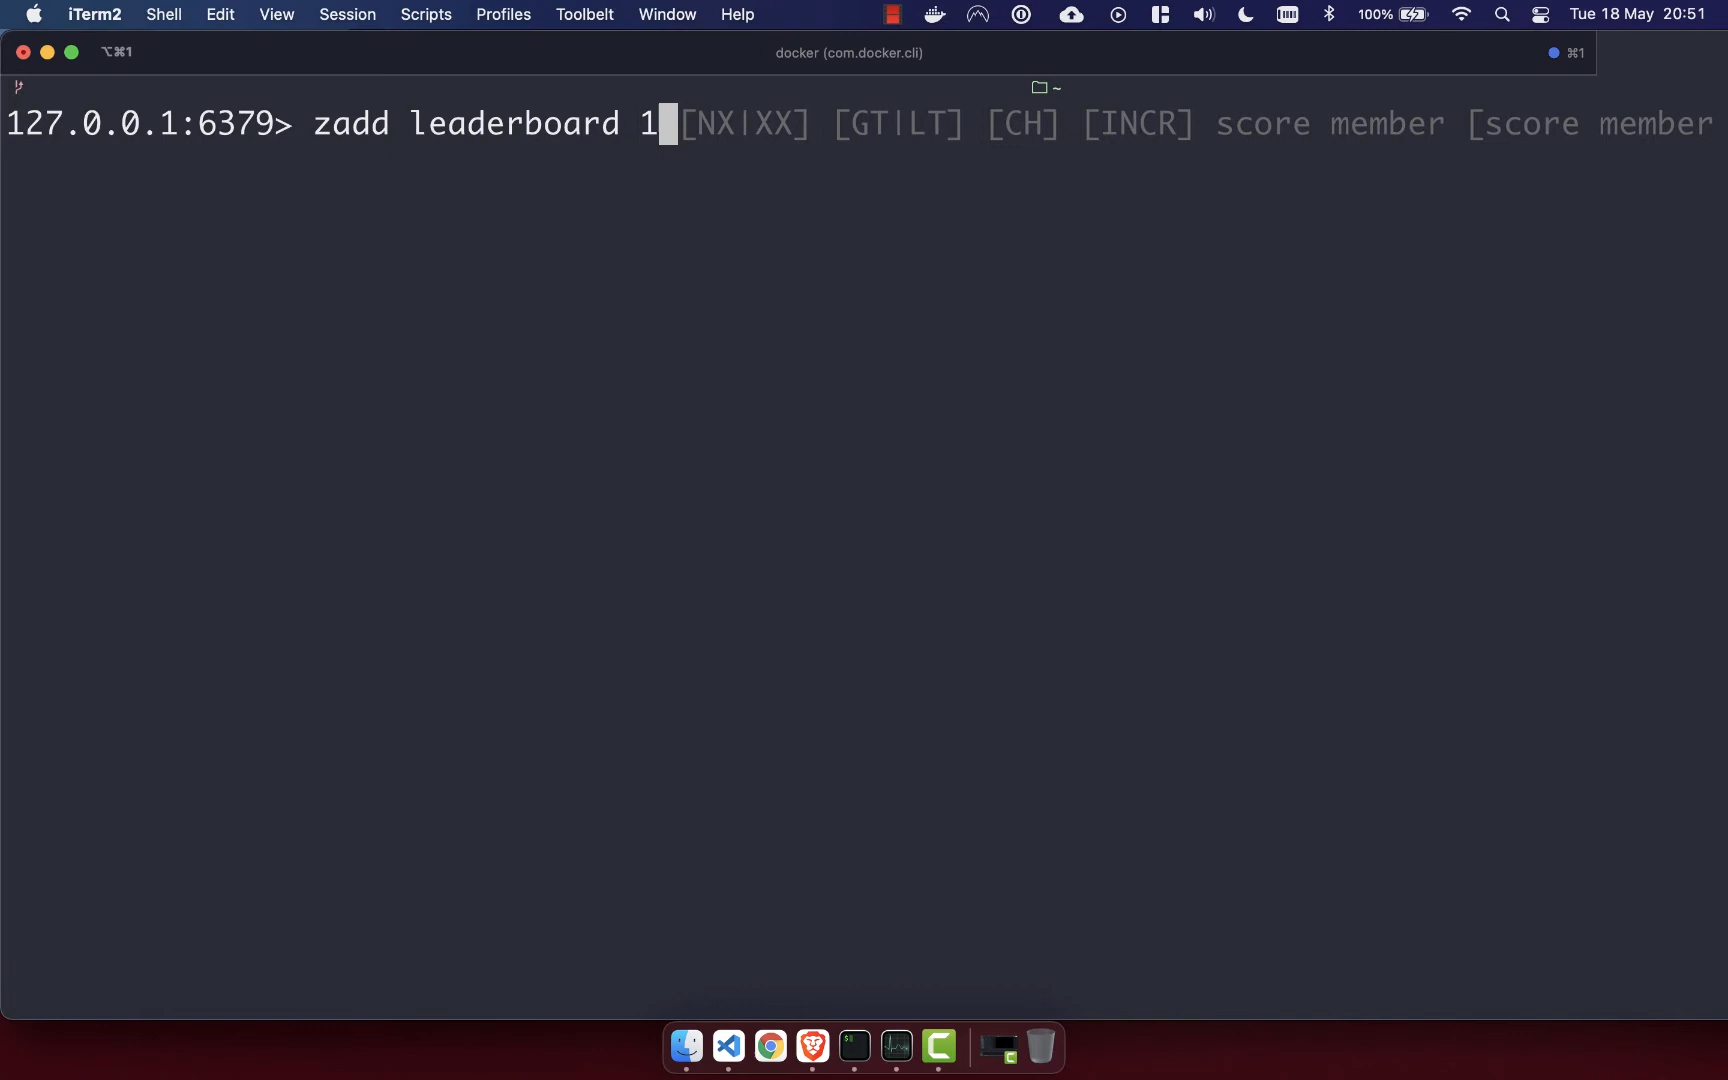 iTerm2 Shell Edit View Session Scripts Profiles Toolbelt Window Help 100% Tue 18 May 20:51
⌥⌘1 docker (com.docker.cli) ⌘1
~
127.0.0.1:6379> zadd leaderboard 1 [NX|XX] [GT|LT] [CH] [INCR] score member [score member